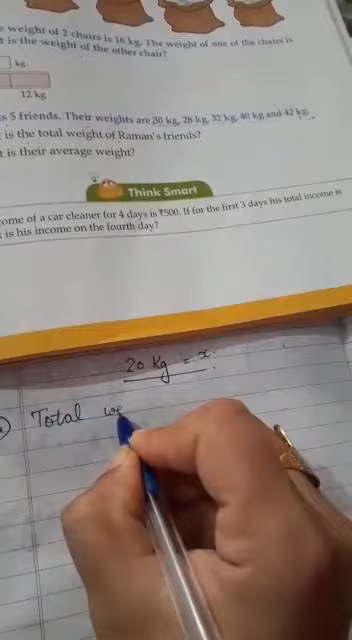 e weight of 2 chairs is 16 kg. The weight of one of the chairs is
t is the weight of the other chair?
kg
12 kg
s 5 friends. Their weights are 30 kg, 28 kg, 32 kg, 40 kg and 42 kg.
t is the total weight of Raman's friends?
t is their average weight?
Think Smart
ome of a car cleaner for 4 days is ₹500. If for the first 3 days his total income is
t is his income on the fourth day?
20 Kg = x.
Total we